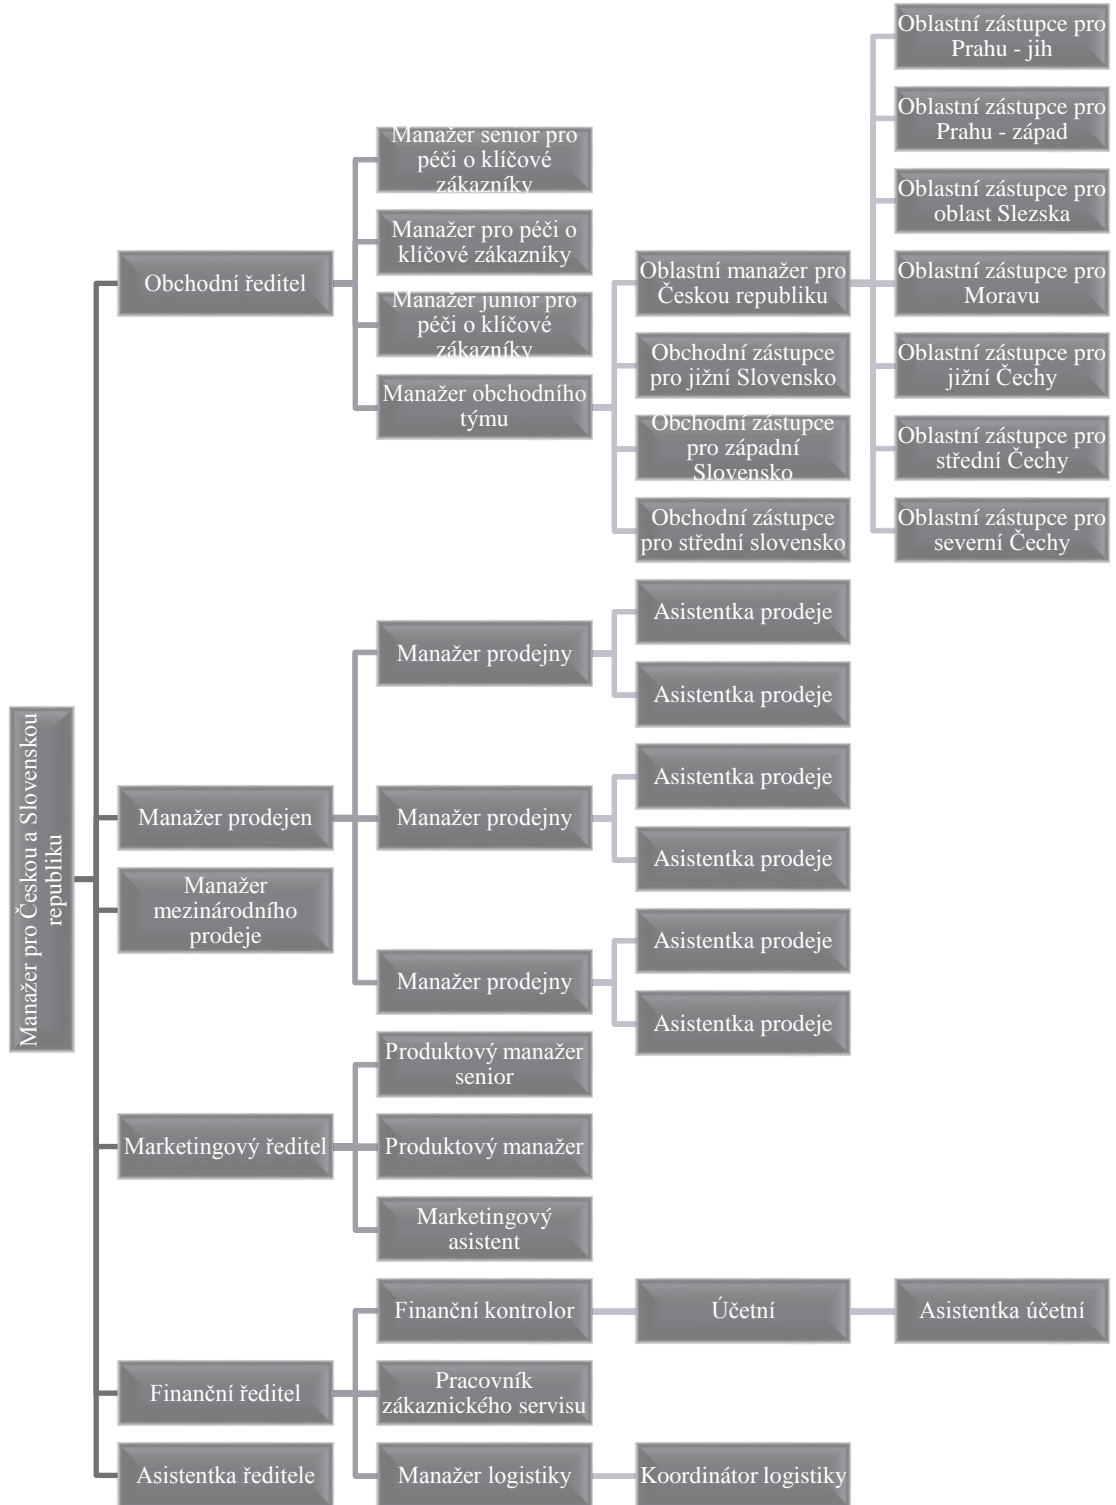 Manažer pro Českou a Slovenskou
republiku
Obchodní ředitel
Manažer senior pro
péči o klíčové
zákazníky
Manažer pro péči o
klíčové zákazníky
Manažer junior pro
péči o klíčové
zákazníky
Manažer obchodního
týmu
Oblastní manažer pro
Českou republiku
Oblastní zástupce pro
Prahu - jih
Oblastní zástupce pro
Prahu - západ
Oblastní zástupce pro
oblast Slezska
Oblastní zástupce pro
Moravu
Oblastní zástupce pro
jižní Čechy
Oblastní zástupce pro
střední Čechy
Oblastní zástupce pro
severní Čechy
Obchodní zástupce
pro jižní Slovensko
Obchodní zástupce
pro západní
Slovensko
Obchodní zástupce
pro střední slovensko
Manažer prodejen
Manažer prodejny
Asistentka prodeje
Asistentka prodeje
Manažer prodejny
Asistentka prodeje
Asistentka prodeje
Manažer prodejny
Asistentka prodeje
Asistentka prodeje
Manažer
mezinárodního
prodeje
Marketingový ředitel
Produktový manažer
senior
Produktový manažer
Marketingový
asistent
Finanční ředitel
Finanční kontrolor
Účetní
Asistentka účetní
Pracovník
zákaznického servisu
Manažer logistiky
Koordinátor logistiky
Asistentka ředitele